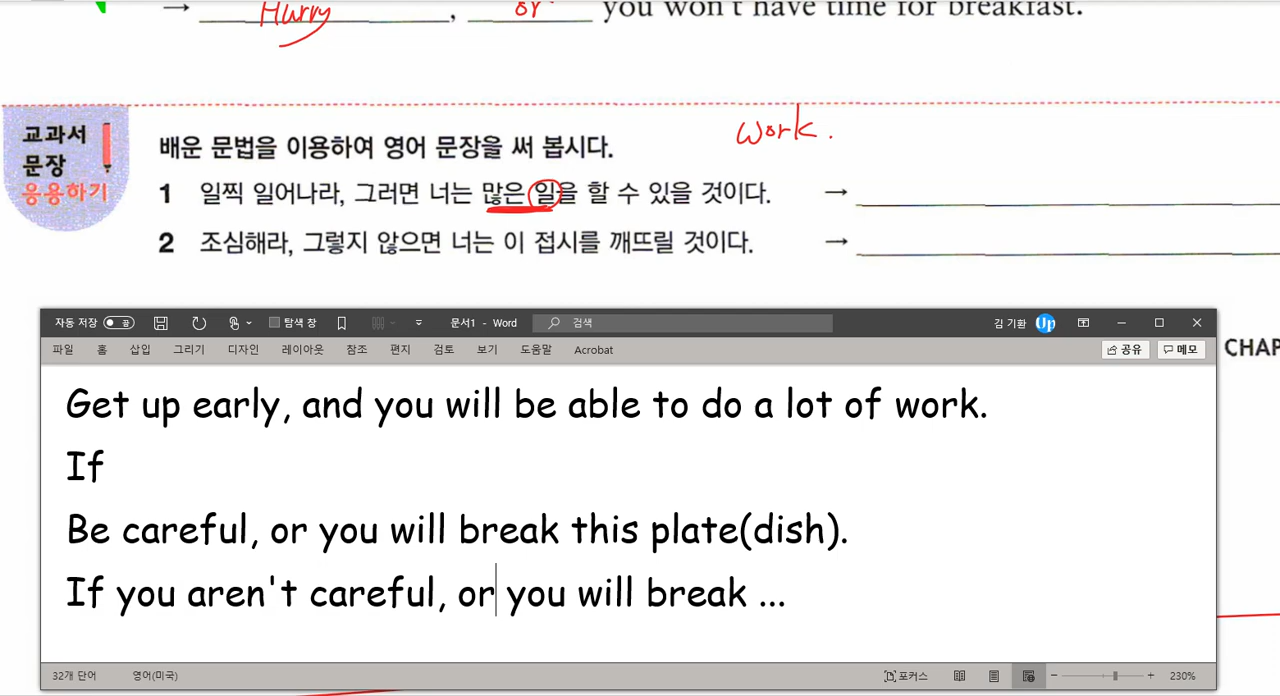 → Hurry, or you won't have time for breakfast.
work.
교과서
문장
응용하기
배운 문법을 이용하여 영어 문장을 써 봅시다.
1 일찍 일어나라, 그러면 너는 많은 일을 할 수 있을 것이다. →
2 조심해라, 그렇지 않으면 너는 이 접시를 깨뜨릴 것이다. →
자동 저장 끔 탐색 창 문서1 - Word 검색 김 기환 Up
파일 홈 삽입 그리기 디자인 레이아웃 참조 편지 검토 보기 도움말 Acrobat 공유 메모
CHAP
Get up early, and you will be able to do a lot of work.
If
Be careful, or you will break this plate(dish).
If you aren't careful, or you will break ...
32개 단어 영어(미국) 포커스 - + 230%